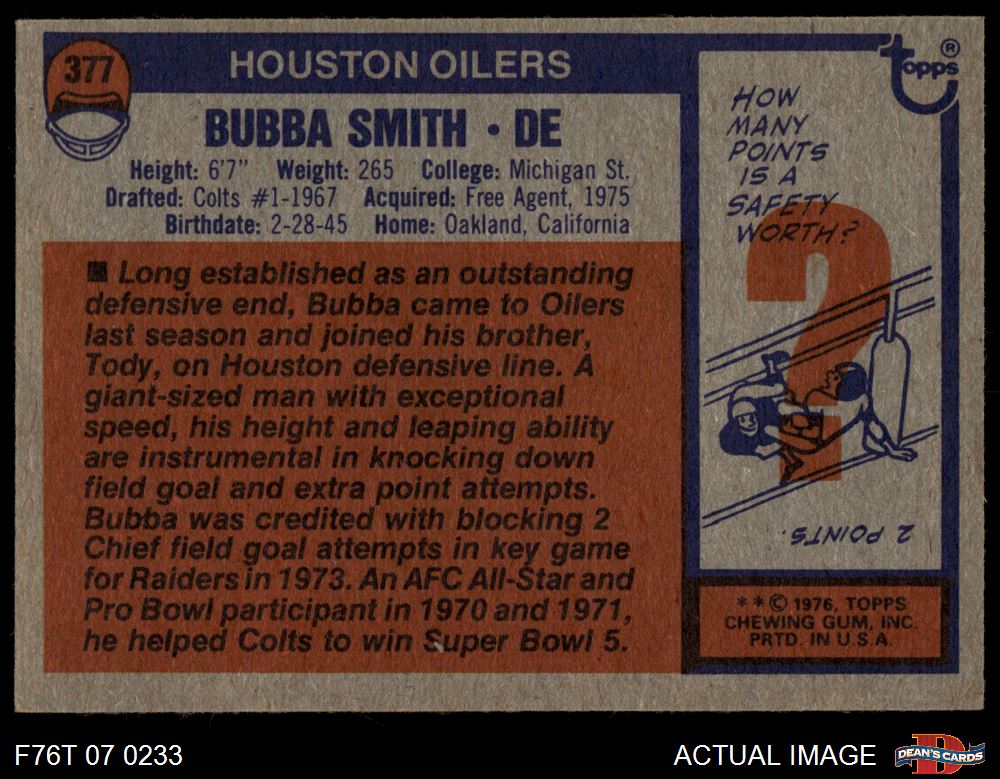 377
HOUSTON OILERS
BUBBA SMITH • DE
Height: 6'7" Weight: 265 College: Michigan St.
Drafted: Colts #1-1967 Acquired: Free Agent, 1975
Birthdate: 2-28-45 Home: Oakland, California
■ Long established as an outstanding
defensive end, Bubba came to Oilers
last season and joined his brother,
Tody, on Houston defensive line. A
giant-sized man with exceptional
speed, his height and leaping ability
are instrumental in knocking down
field goal and extra point attempts.
Bubba was credited with blocking 2
Chief field goal attempts in key game
for Raiders in 1973. An AFC All-Star and
Pro Bowl participant in 1970 and 1971,
he helped Colts to win Super Bowl 5.
topps ®
HOW
MANY
POINTS
IS A
SAFETY
WORTH?
?
2 POINTS.
**© 1976, TOPPS
CHEWING GUM, INC.
PRTD. IN U.S.A.
F76T 07 0233
ACTUAL IMAGE
D
DEAN'S CARDS